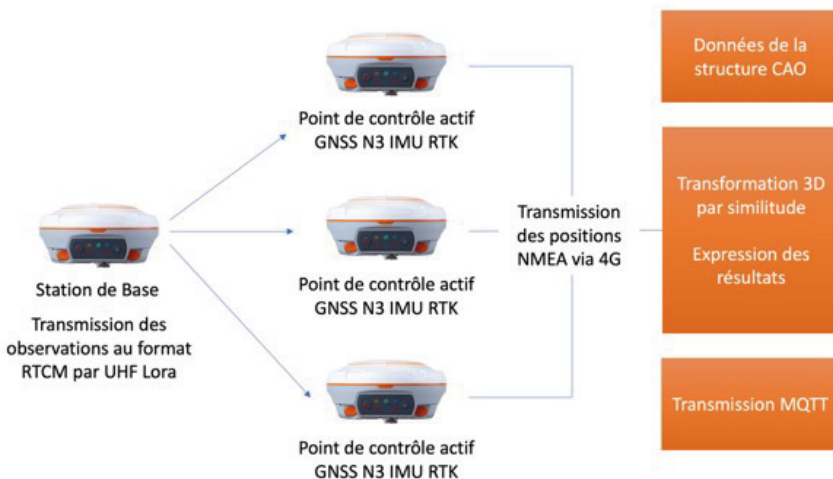 Station de Base
Transmission des
observations au format
RTCM par UHF Lora
Point de contrôle actif
GNSS N3 IMU RTK
Point de contrôle actif
GNSS N3 IMU RTK
Point de contrôle actif
GNSS N3 IMU RTK
Transmission
des positions
NMEA via 4G
Données de la
structure CAO
Transformation 3D
par similitude
Expression des
résultats
Transmission MQTT